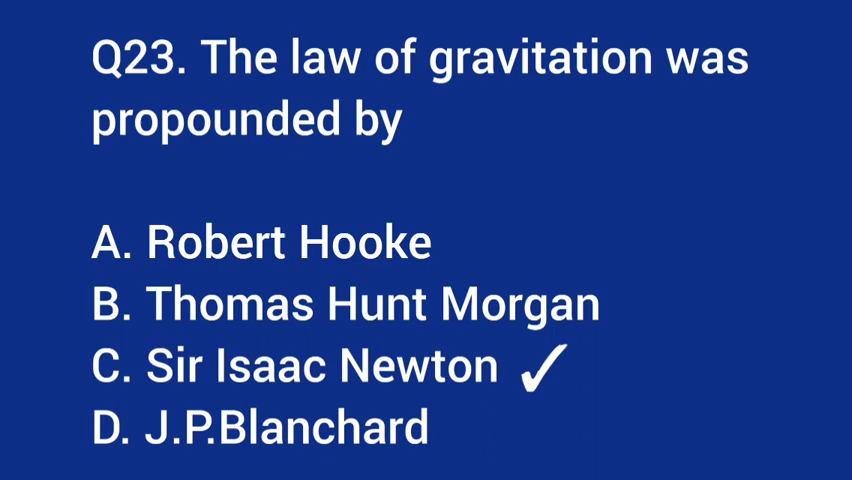 Q23. The law of gravitation was
propounded by
A. Robert Hooke
B. Thomas Hunt Morgan
C. Sir Isaac Newton ✓
D. J.P.Blanchard